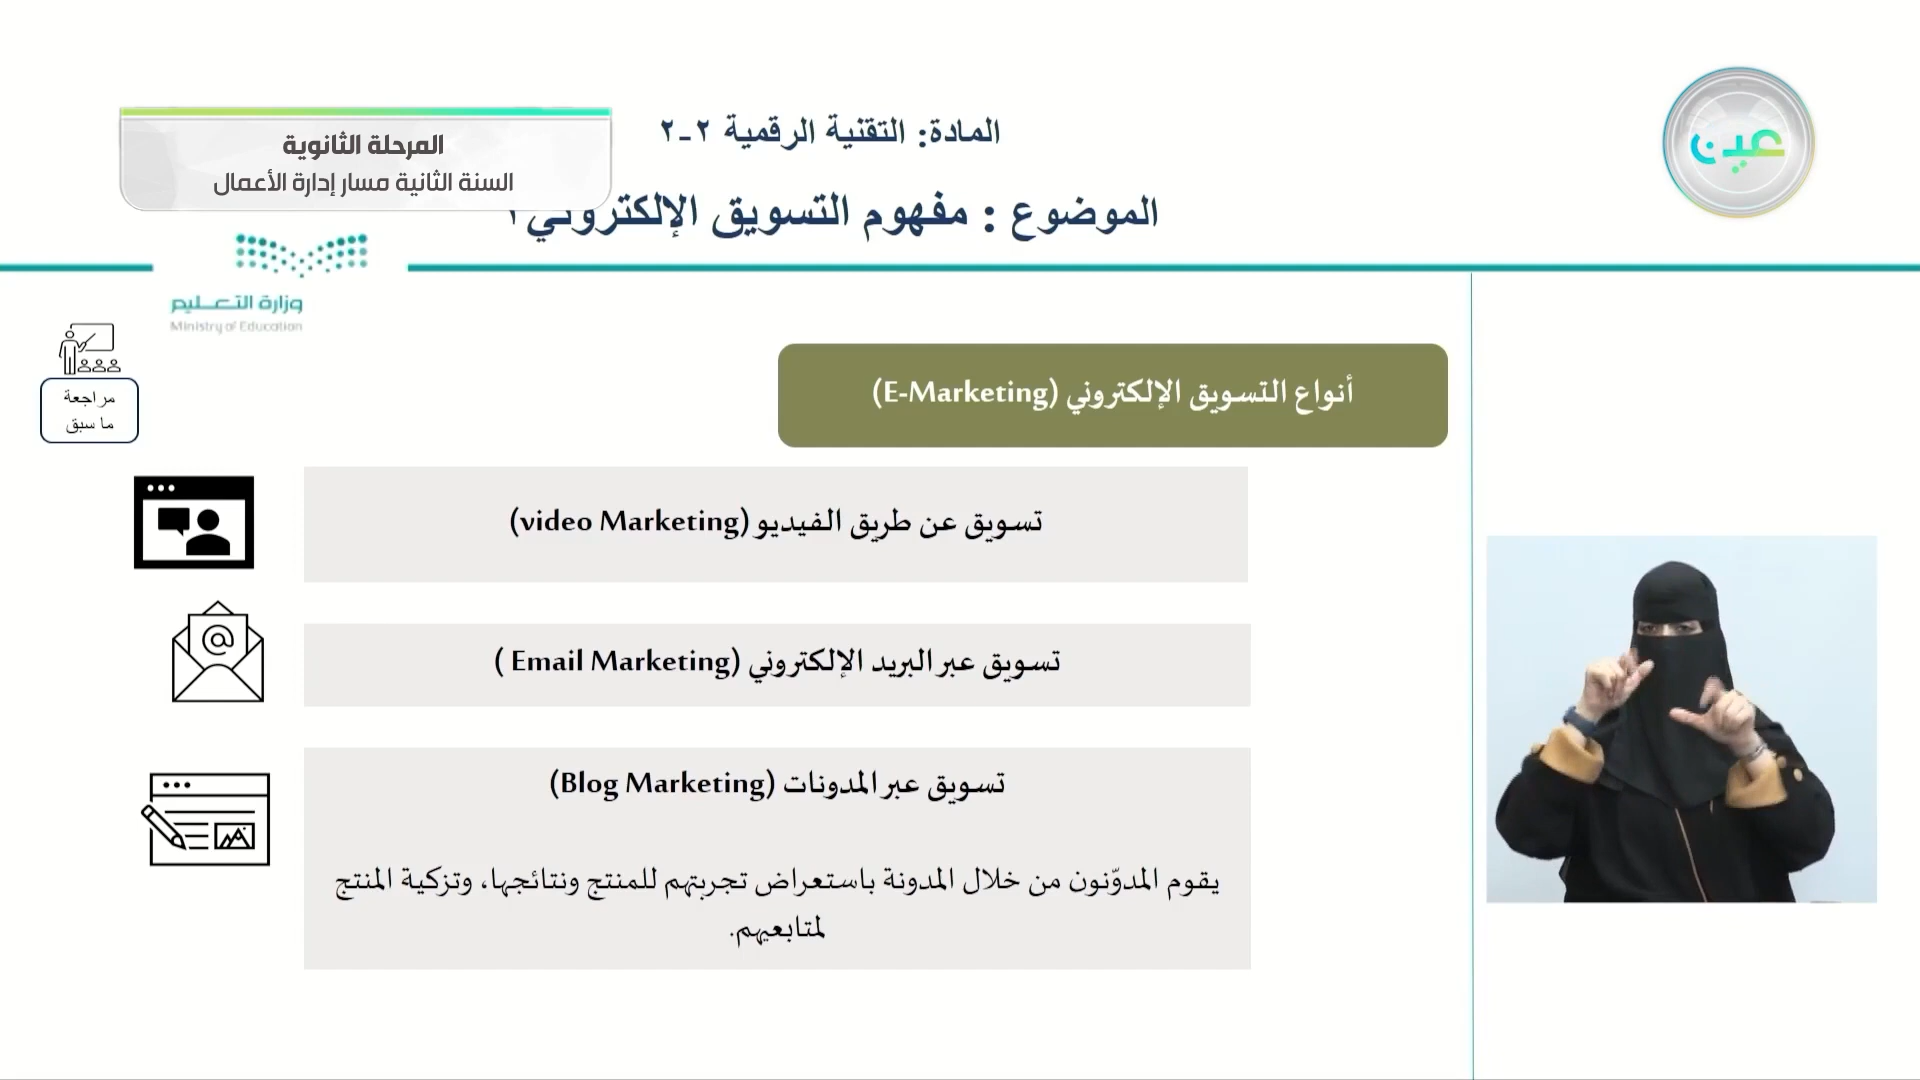 المادة: التقنية الرقمية ٢-٢
المرحلة الثانوية
السنة الثانية مسار إدارة الأعمال
الموضوع : مفهوم التسويق الإلكتروني
عين
وزارة التعليم
Ministry of Education
مراجعة
ما سبق
أنواع التسويق الإلكتروني (E-Marketing)
تسويق عن طريق الفيديو (video Marketing)
تسويق عبر البريد الإلكتروني (Email Marketing )
تسويق عبر المدونات (Blog Marketing)
يقوم المدوّنون من خلال المدونة باستعراض تجربتهم للمنتج ونتائجها، وتزكية المنتج
لمتابعيهم.